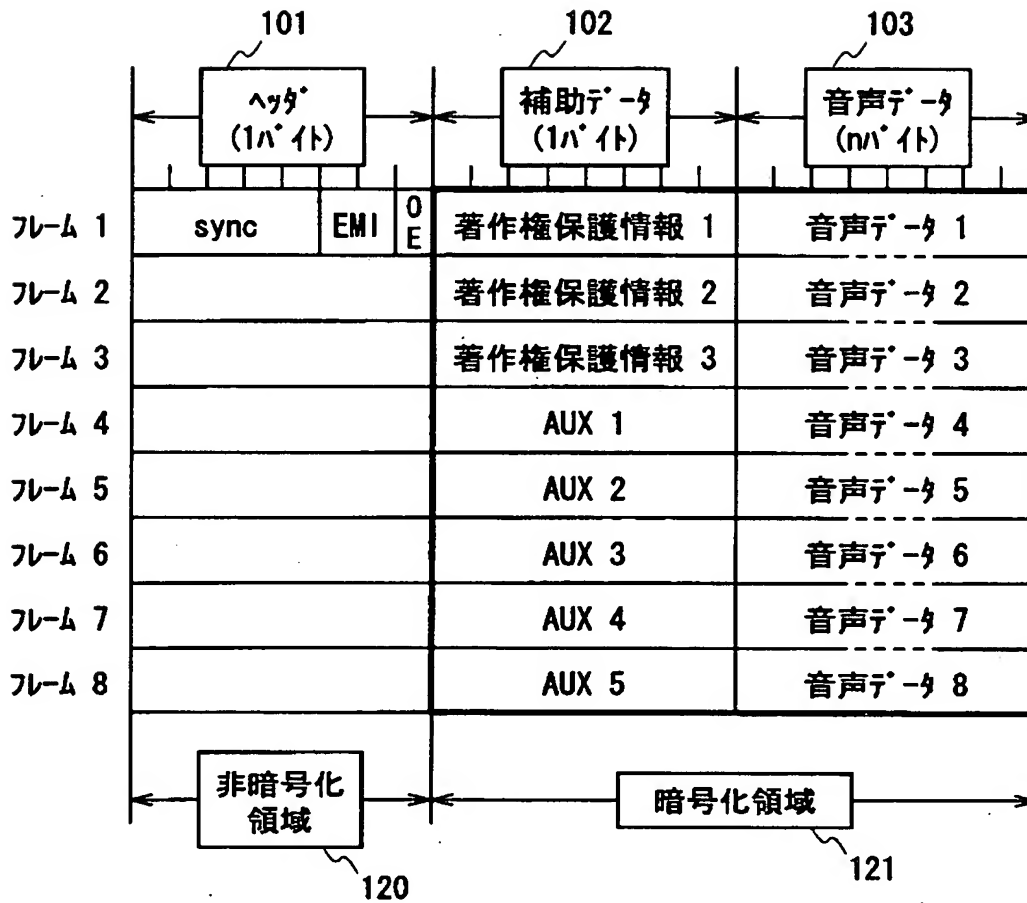 101
102
103
ヘッダ
(1バイト)
補助データ
(1バイト)
音声データ
(nバイト)
フレーム 1
sync
EMI
O
E
著作権保護情報 1
音声データ 1
フレーム 2
著作権保護情報 2
音声データ 2
フレーム 3
著作権保護情報 3
音声データ 3
フレーム 4
AUX 1
音声データ 4
フレーム 5
AUX 2
音声データ 5
フレーム 6
AUX 3
音声データ 6
フレーム 7
AUX 4
音声データ 7
フレーム 8
AUX 5
音声データ 8
非暗号化
領域
暗号化領域
120
121